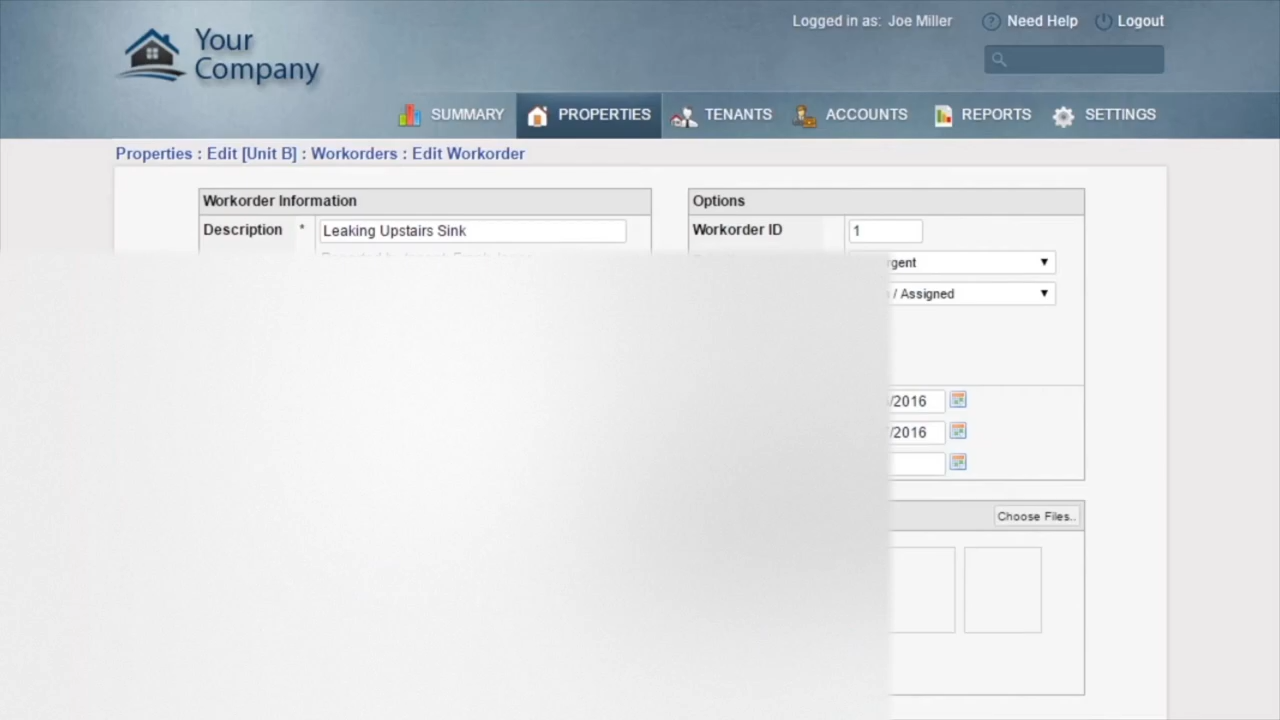 Your
Company
Logged in as: Joe Miller
Need Help
Logout
SUMMARY
PROPERTIES
TENANTS
ACCOUNTS
REPORTS
SETTINGS
Properties : Edit [Unit B] : Workorders : Edit Workorder
Workorder Information
Description *
Leaking Upstairs Sink
Options
Workorder ID
1
/ Assigned
/2016
/2016
Choose Files..